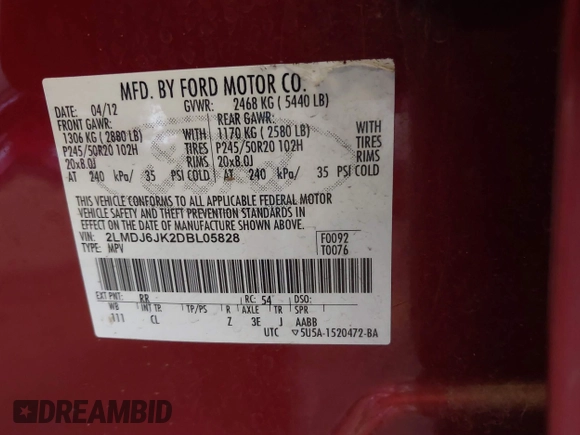 MFD. BY FORD MOTOR CO.
DATE: 04/12 GVWR: 2468 KG ( 5440 LB)
FRONT GAWR: REAR GAWR:
1306 KG ( 2880 LB) WITH 1170 KG ( 2580 LB) WITH
P245/50R20 102H TIRES P245/50R20 102H TIRES
20x8.0J RIMS 20x8.0J RIMS
AT 240 kPa/ 35 PSI COLD AT 240 kPa/ 35 PSI COLD
THIS VEHICLE CONFORMS TO ALL APPLICABLE FEDERAL MOTOR
VEHICLE SAFETY AND THEFT PREVENTION STANDARDS IN
EFFECT ON THE DATE OF MANUFACTURE SHOWN ABOVE.
VIN: 2LMDJ6JK2DBL05828 F0092
TYPE: MPV T0076
EXT PNT: RR RC: 54 DSO:
WB INT TR TP/PS R AXLE TR SPR
111 CL Z 3E J AABB
UTC ▽5U5A-1520472-BA
DREAMBID